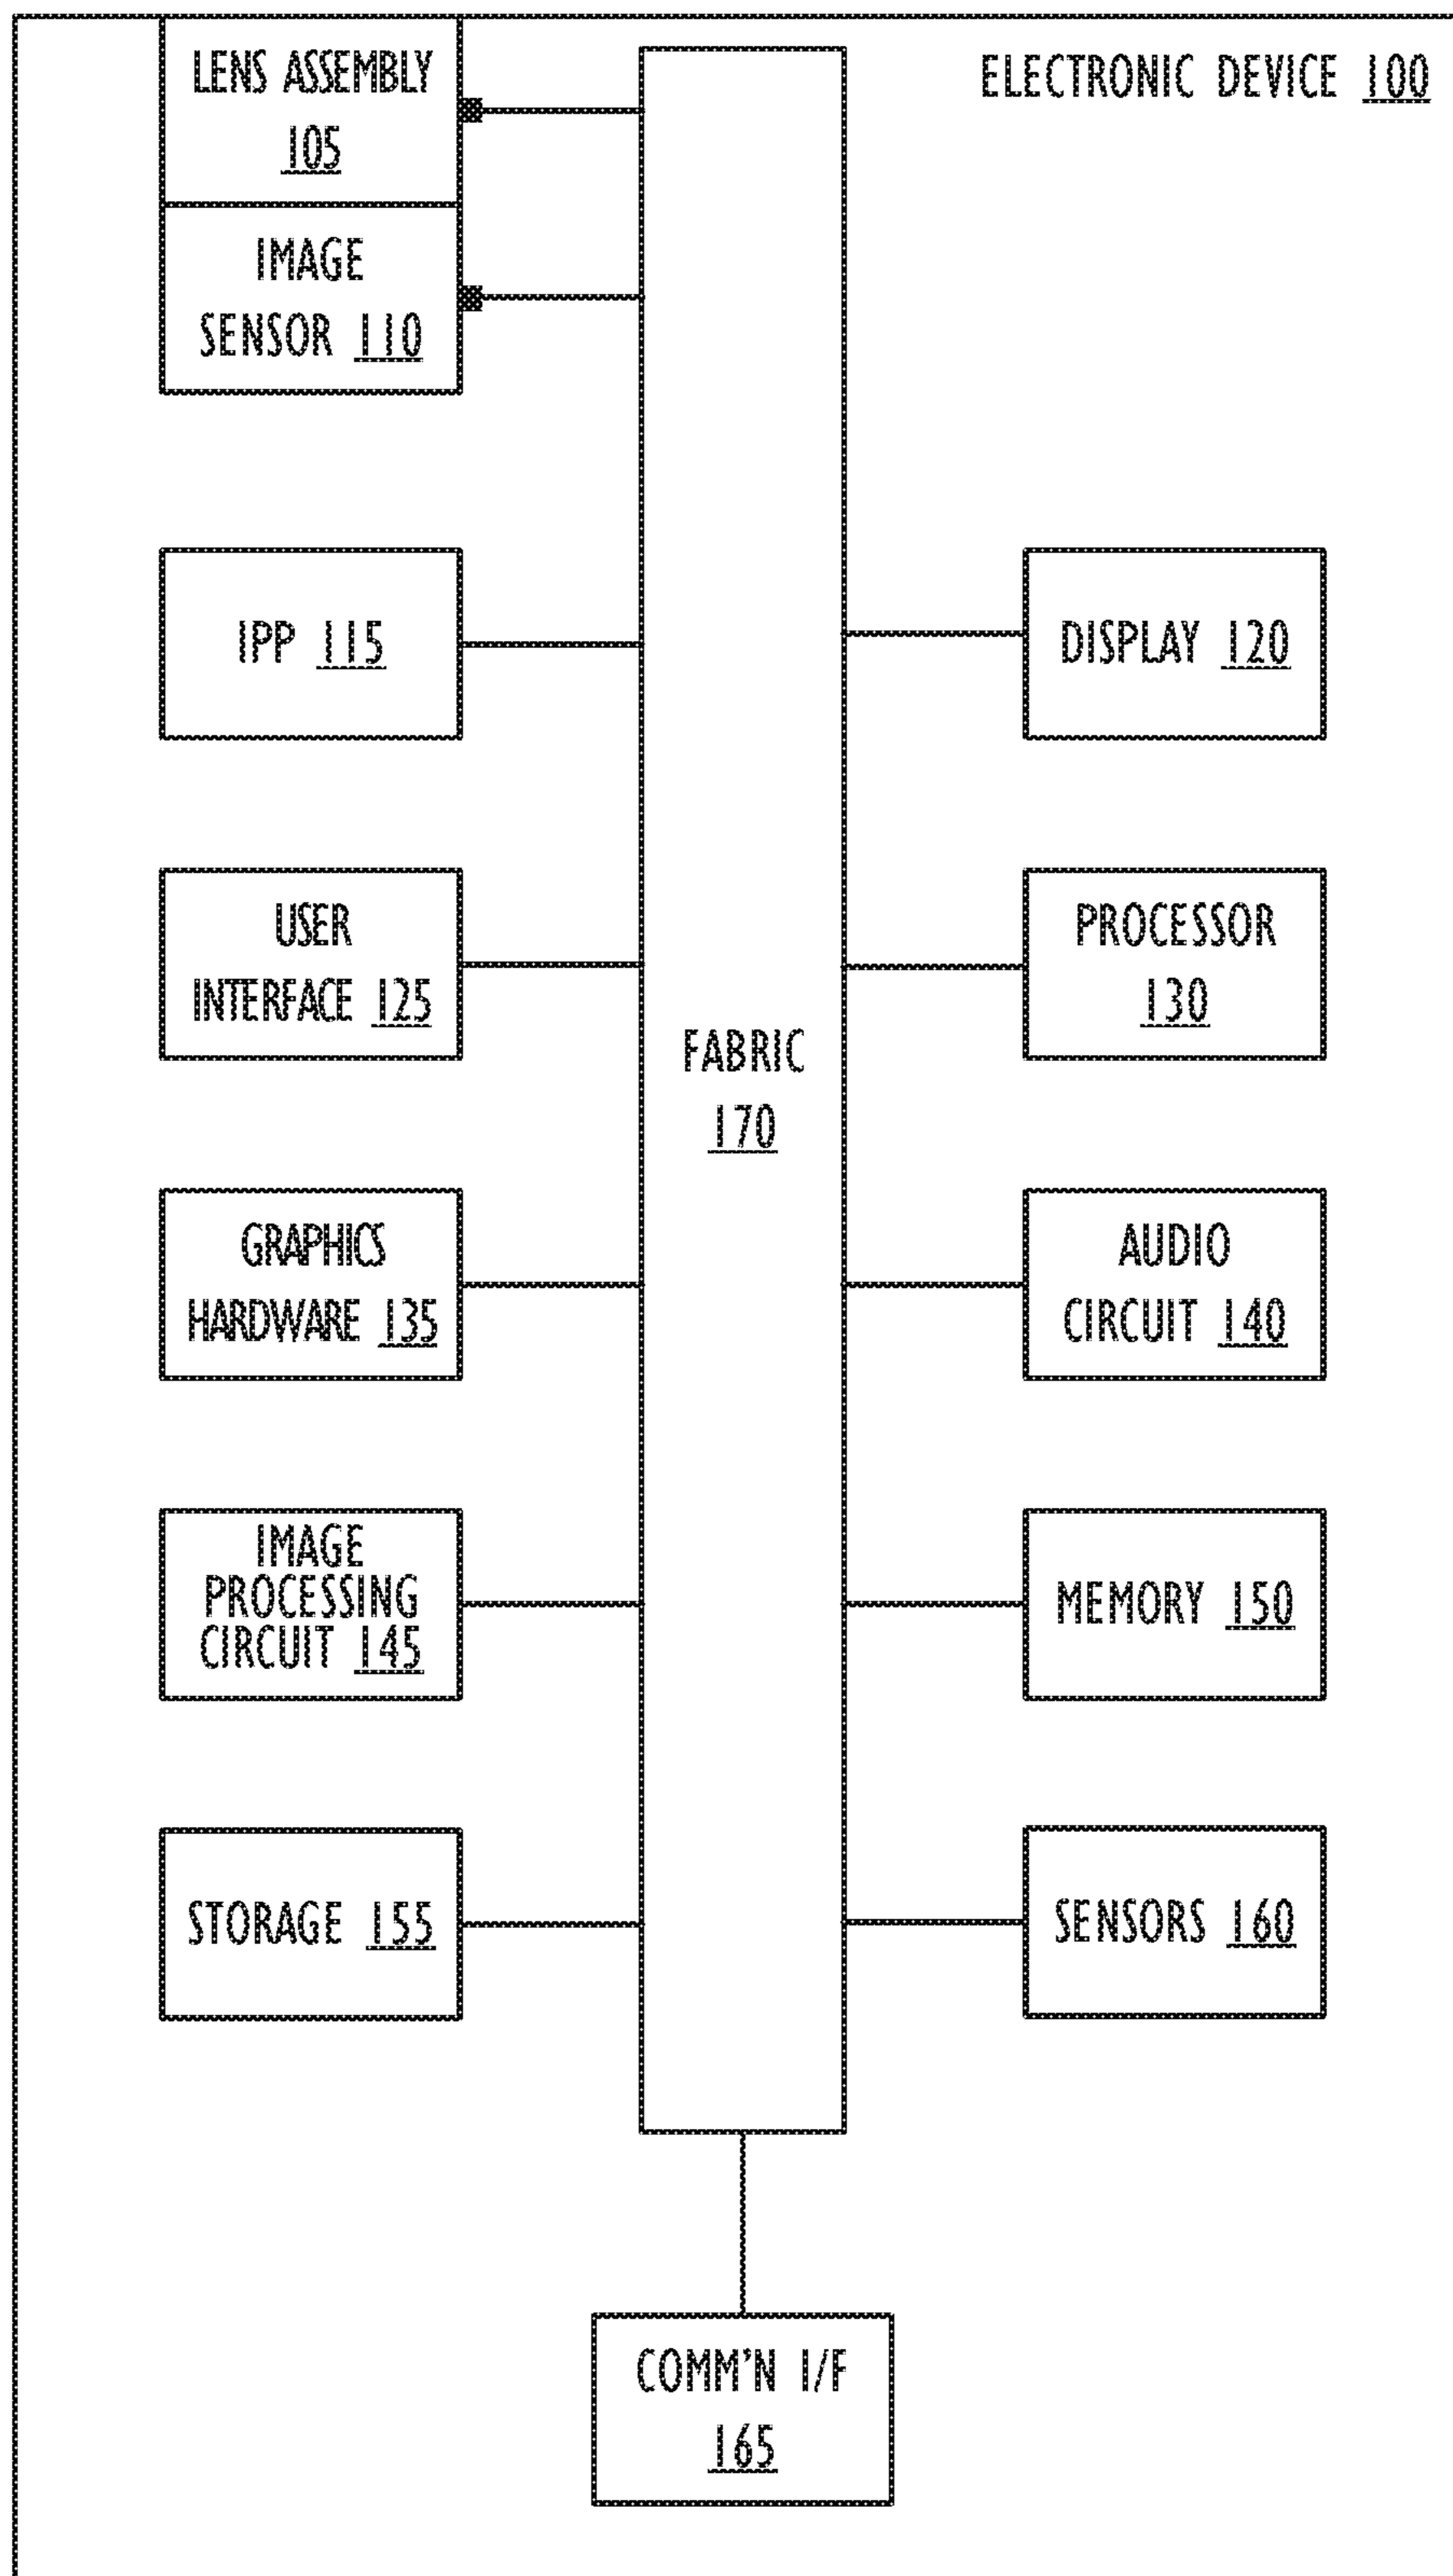 LENS ASSEMBLY
105
ELECTRONIC DEVICE 100
IMAGE
SENSOR 110
IPP 115
DISPLAY 120
USER
INTERFACE 125
PROCESSOR
130
FABRIC
170
GRAPHICS
HARDWARE 135
AUDIO
CIRCUIT 140
IMAGE
PROCESSING
CIRCUIT 145
MEMORY 150
STORAGE 155
SENSORS 160
COMM'N I/F
165